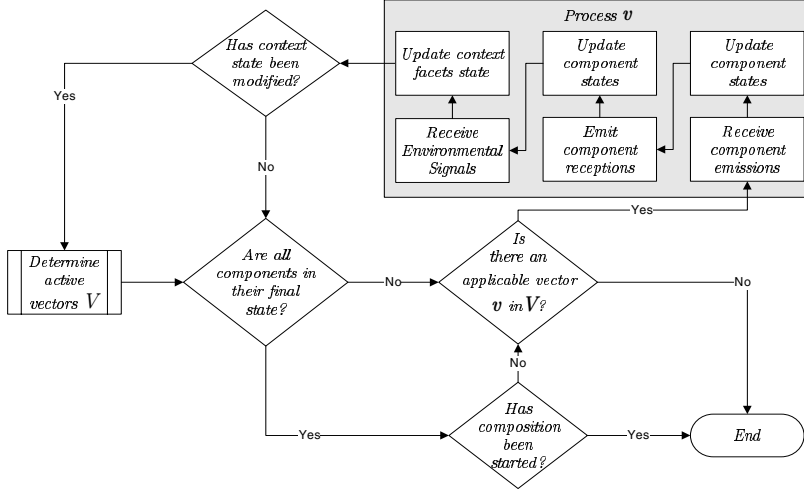 Process v
Has context
state been
modified?
Update context
facets state
Update
component
states
Update
component
states
Yes
Receive
Environmental
Signals
Emit
component
receptions
Receive
component
emissions
No
Yes
Determine
active
vectors V
Are all
components in
their final
state?
No
Is
there an
applicable vector
v in V?
No
No
Yes
Has
composition
been
started?
Yes
End